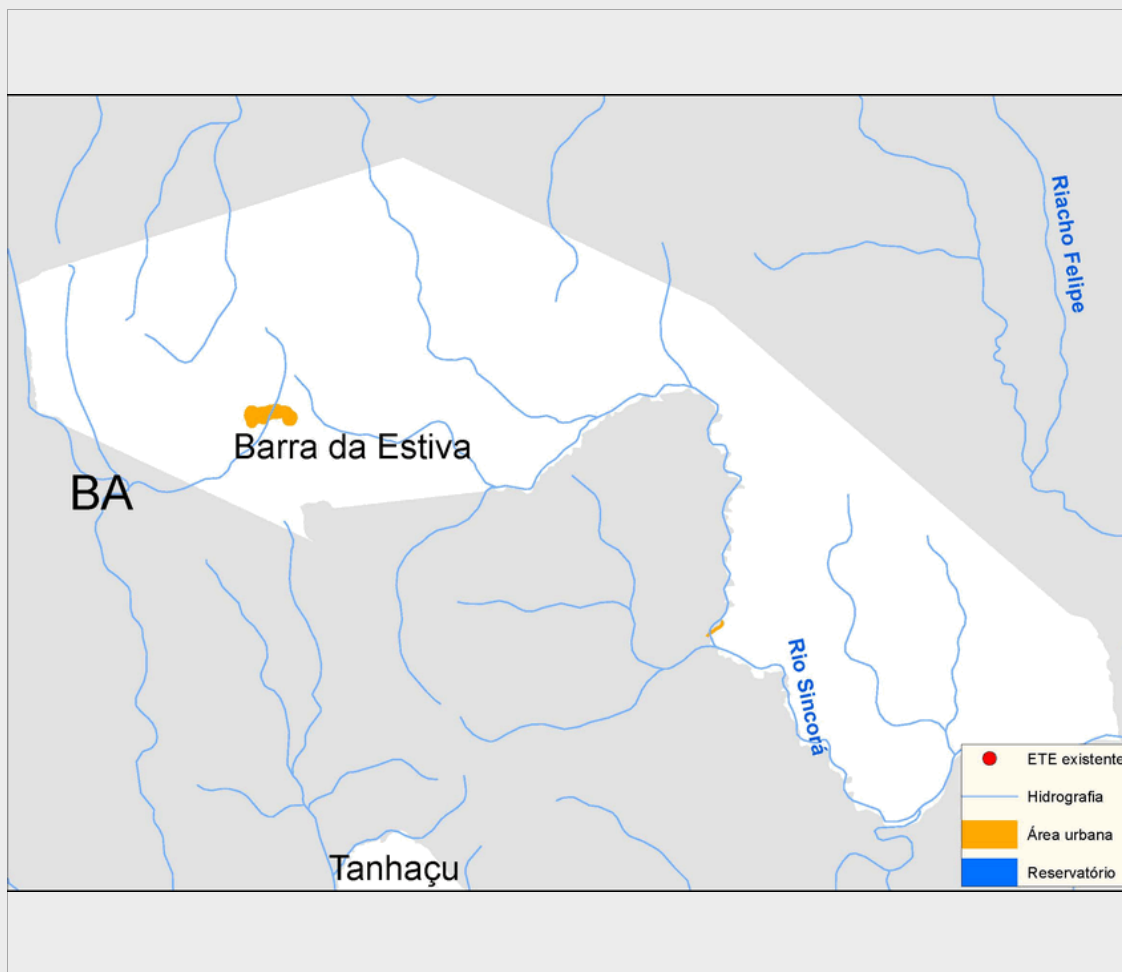 Riacho Felipe
Barra da Estiva
BA
Rio Sincorá
Tanhaçu
ETE existente
Hidrografia
Área urbana
Reservatório